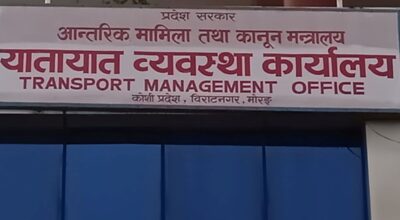 प्रदेश सरकार
आन्तरिक मामिला तथा कानून मन्त्रालय
यातायात व्यवस्था कार्यालय
TRANSPORT MANAGEMENT OFFICE
कोशी प्रदेश, विराटनगर, मोरङ